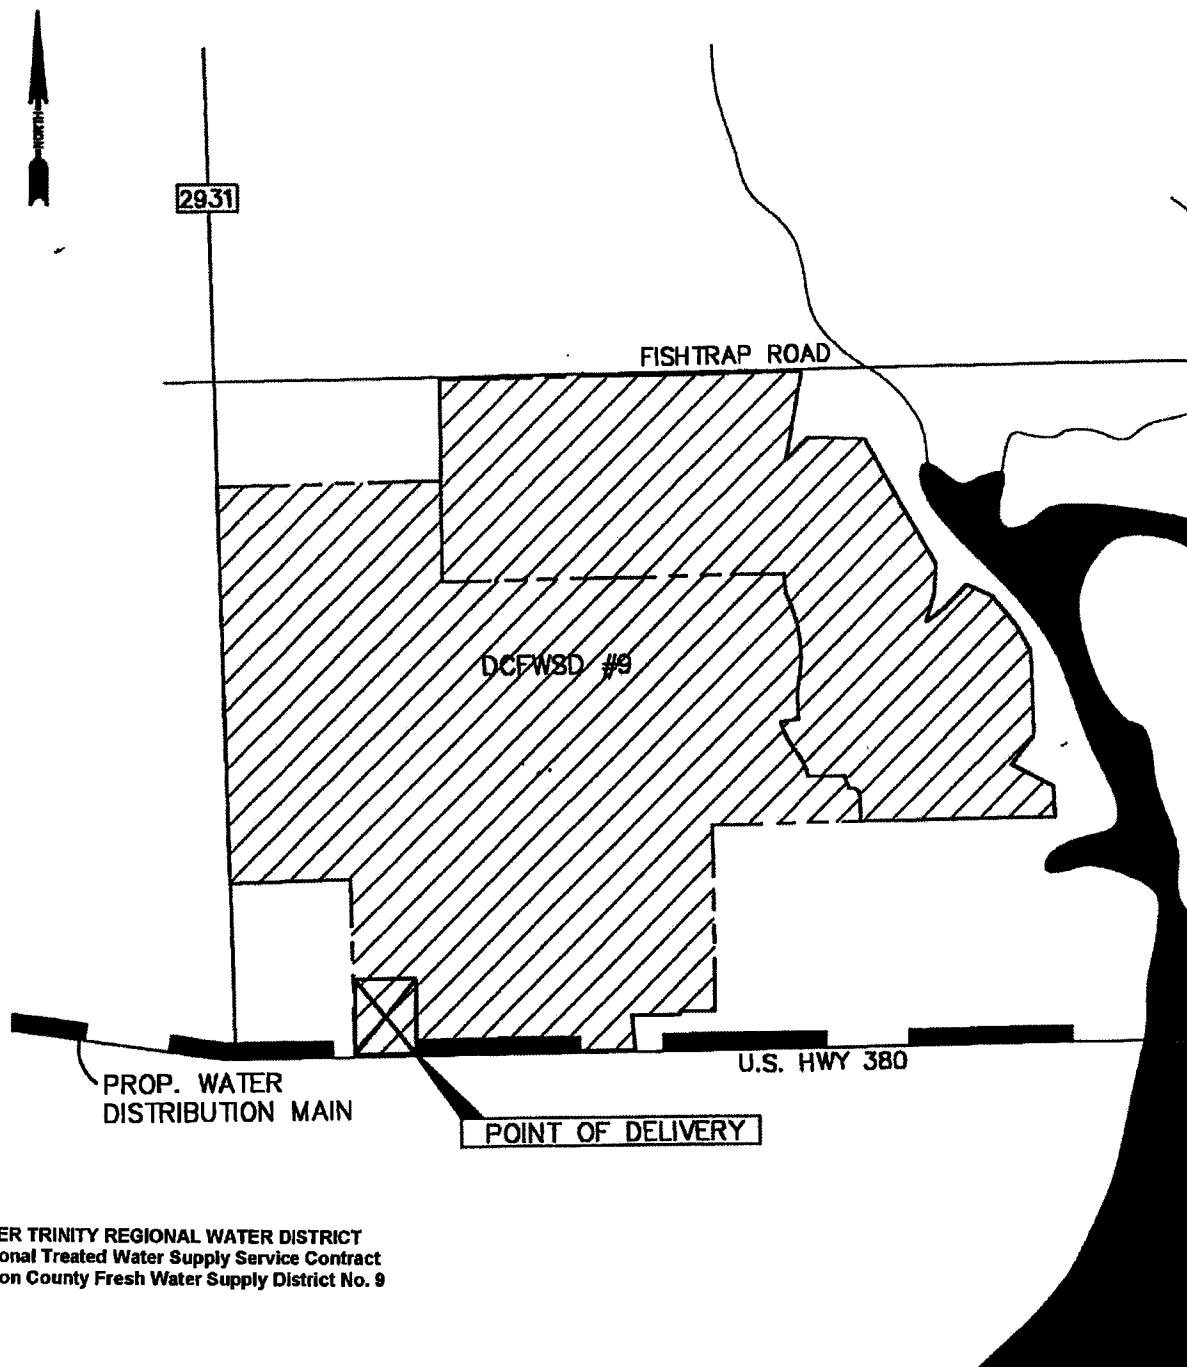 NORTH
2931
FISHTRAP ROAD
DCFWSD #9
U.S. HWY 380
PROP. WATER
DISTRIBUTION MAIN
POINT OF DELIVERY
ER TRINITY REGIONAL WATER DISTRICT
onal Treated Water Supply Service Contract
on County Fresh Water Supply District No. 9